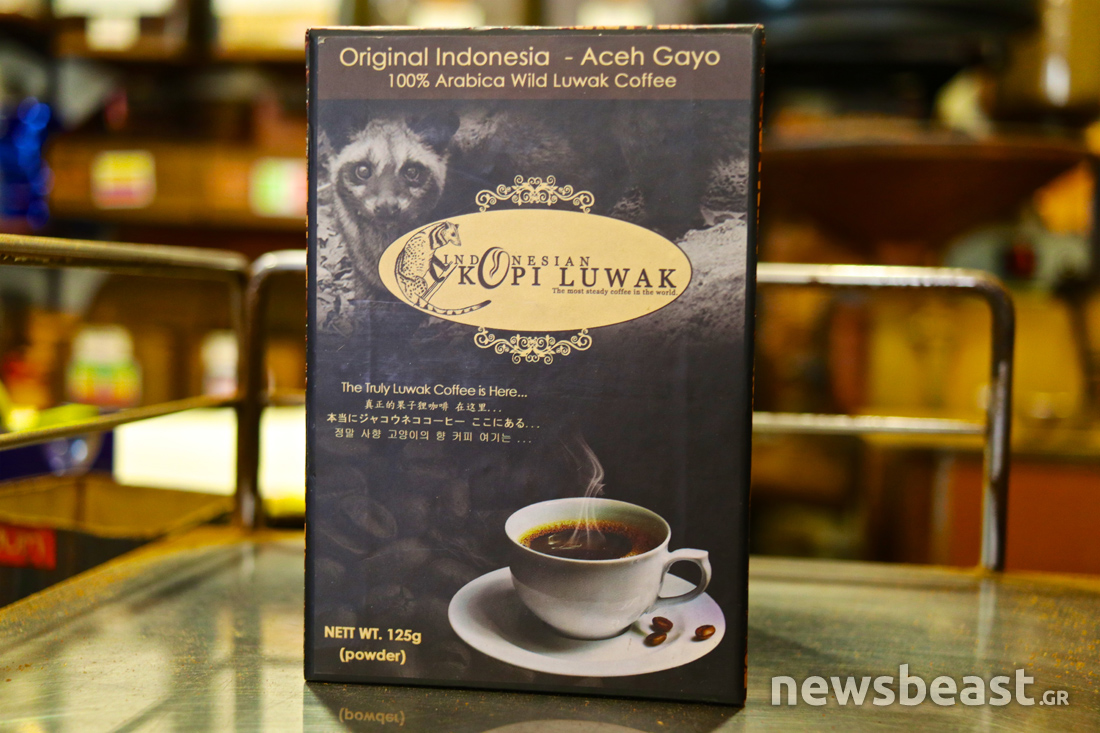 Original Indonesia - Aceh Gayo
100% Arabica Wild Luwak Coffee
INDONESIAN
KOPI LUWAK
The most steady coffee in the world.
The Truly Luwak Coffee is Here...
真正的果子狸咖啡 在这里...
本当にジャコウネココーヒー ここにある...
정말 사향 고양이의 향 커피 여기는 ...
NETT WT. 125g
(powder)
(powder)
newsbeast.GR